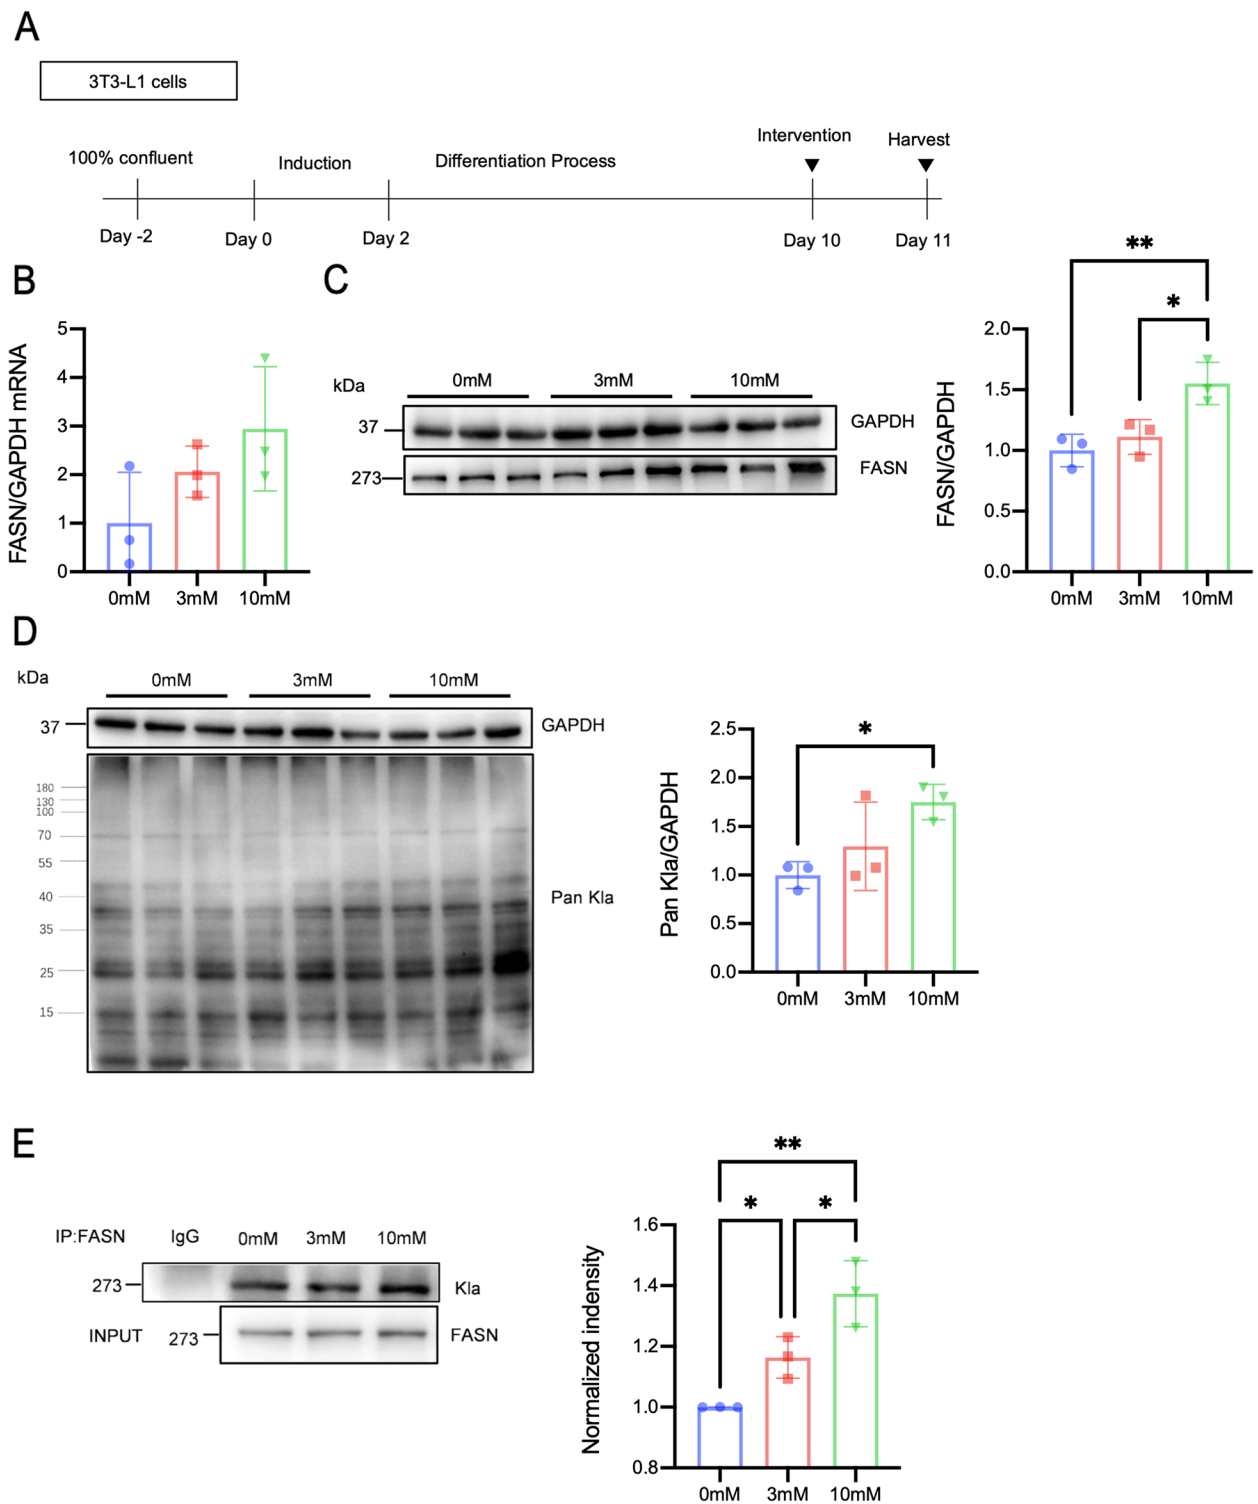 A
3T3-L1 cells
100% confluent
Induction
Differentiation Process
Intervention
Harvest
Day -2
Day 0
Day 2
Day 10
Day 11
B
FASN/GAPDH mRNA
5
4
3
2
1
0
0mM 3mM 10mM
C
kDa
0mM 3mM 10mM
37
GAPDH
273
FASN
**
*
FASN/GAPDH
2.0
1.5
1.0
0.5
0.0
0mM 3mM 10mM
D
kDa
0mM 3mM 10mM
37
GAPDH
180
130
100
70
55
40
35
25
15
Pan Kla
*
Pan Kla/GAPDH
2.5
2.0
1.5
1.0
0.5
0.0
0mM 3mM 10mM
E
IP:FASN IgG 0mM 3mM 10mM
273
Kla
INPUT 273
FASN
**
* *
Normalized indensity
1.6
1.4
1.2
1.0
0.8
0mM 3mM 10mM